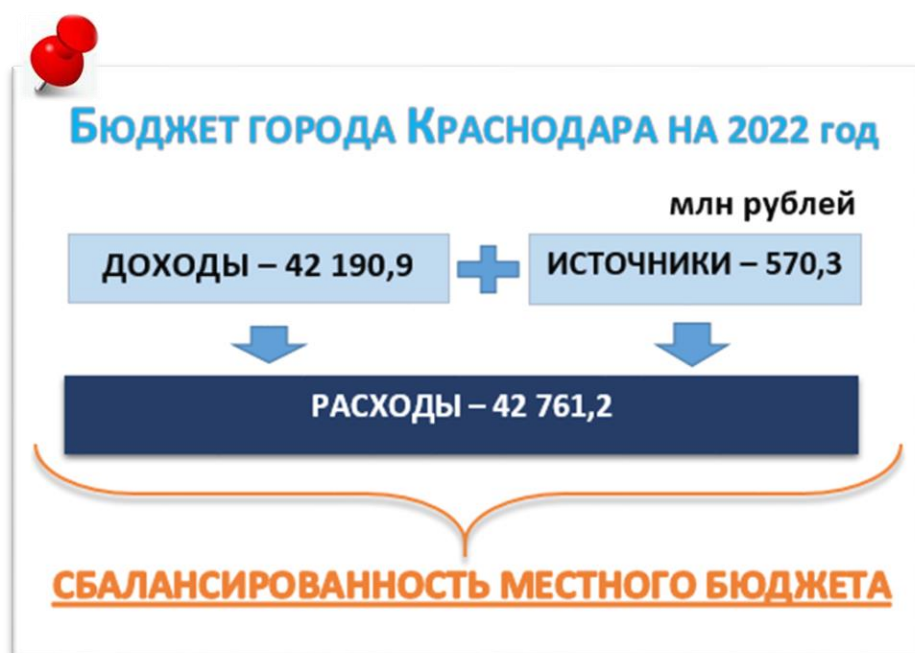 БЮДЖЕТ ГОРОДА КРАСНОДАРА НА 2022 год
млн рублей
ДОХОДЫ – 42 190,9
ИСТОЧНИКИ – 570,3
РАСХОДЫ – 42 761,2
СБАЛАНСИРОВАННОСТЬ МЕСТНОГО БЮДЖЕТА